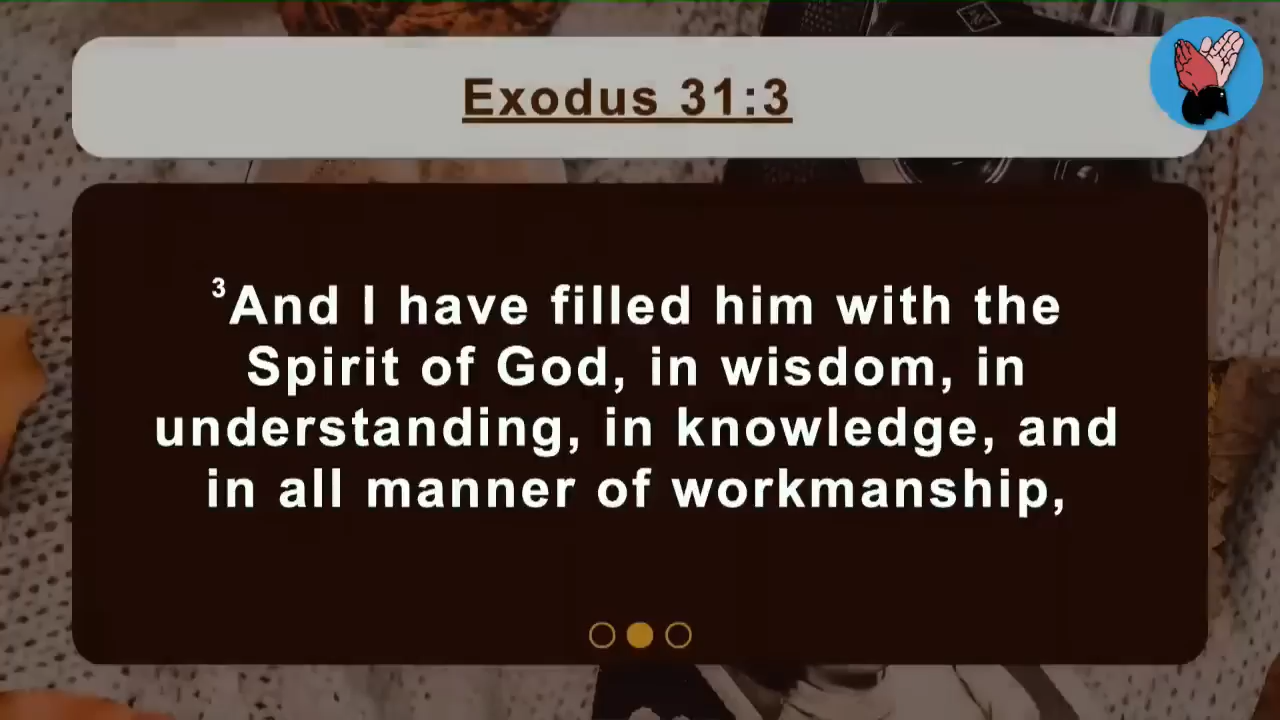 Exodus 31:3
³And I have filled him with the
Spirit of God, in wisdom, in
understanding, in knowledge, and
in all manner of workmanship,